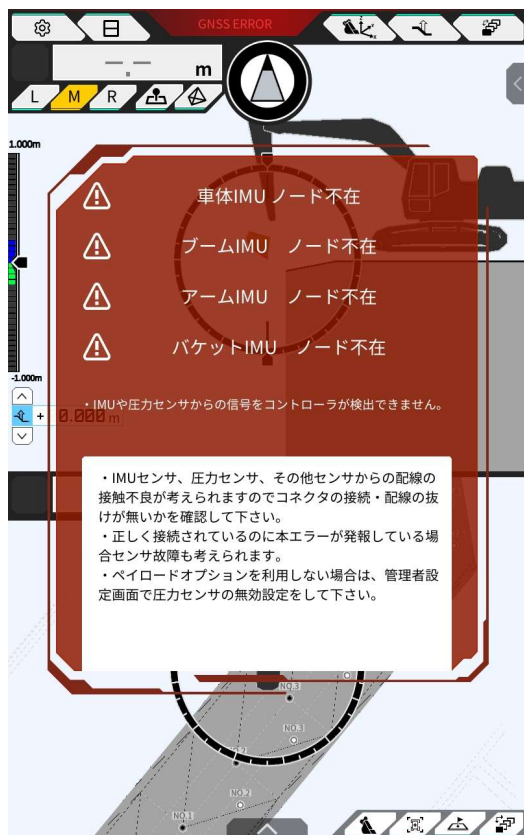 GNSS ERROR
--.- m
L M R
1.000m
車体IMU ノード不在
ブームIMU ノード不在
アームIMU ノード不在
バケットIMU ノード不在
-1.000m
・IMUや圧力センサからの信号をコントローラが検出できません。
+ 0.000 m
・IMUセンサ、圧力センサ、その他センサからの配線の
接触不良が考えられますのでコネクタの接続・配線の抜
けが無いかを確認して下さい。
・正しく接続されているのに本エラーが発報している場
合センサ故障も考えられます。
・ペイロードオプションを利用しない場合は、管理者設
定画面で圧力センサの無効設定をして下さい。
NO.3
NO.3
NO.2
NO.1